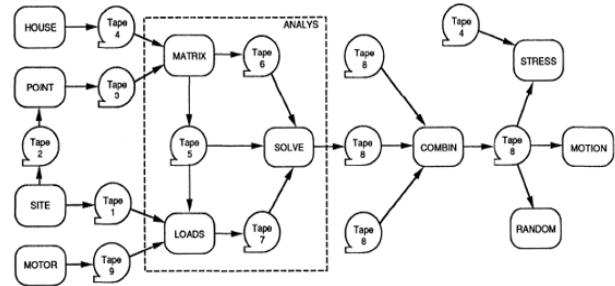 ANALYS
HOUSE
Tape
4
MATRIX
Tape
6
Tape
8
Tape
4
STRESS
POINT
Tape
3
Tape
2
Tape
5
SOLVE
Tape
8
COMBIN
Tape
8
MOTION
SITE
Tape
1
LOADS
Tape
7
Tape
8
RANDOM
MOTOR
Tape
9